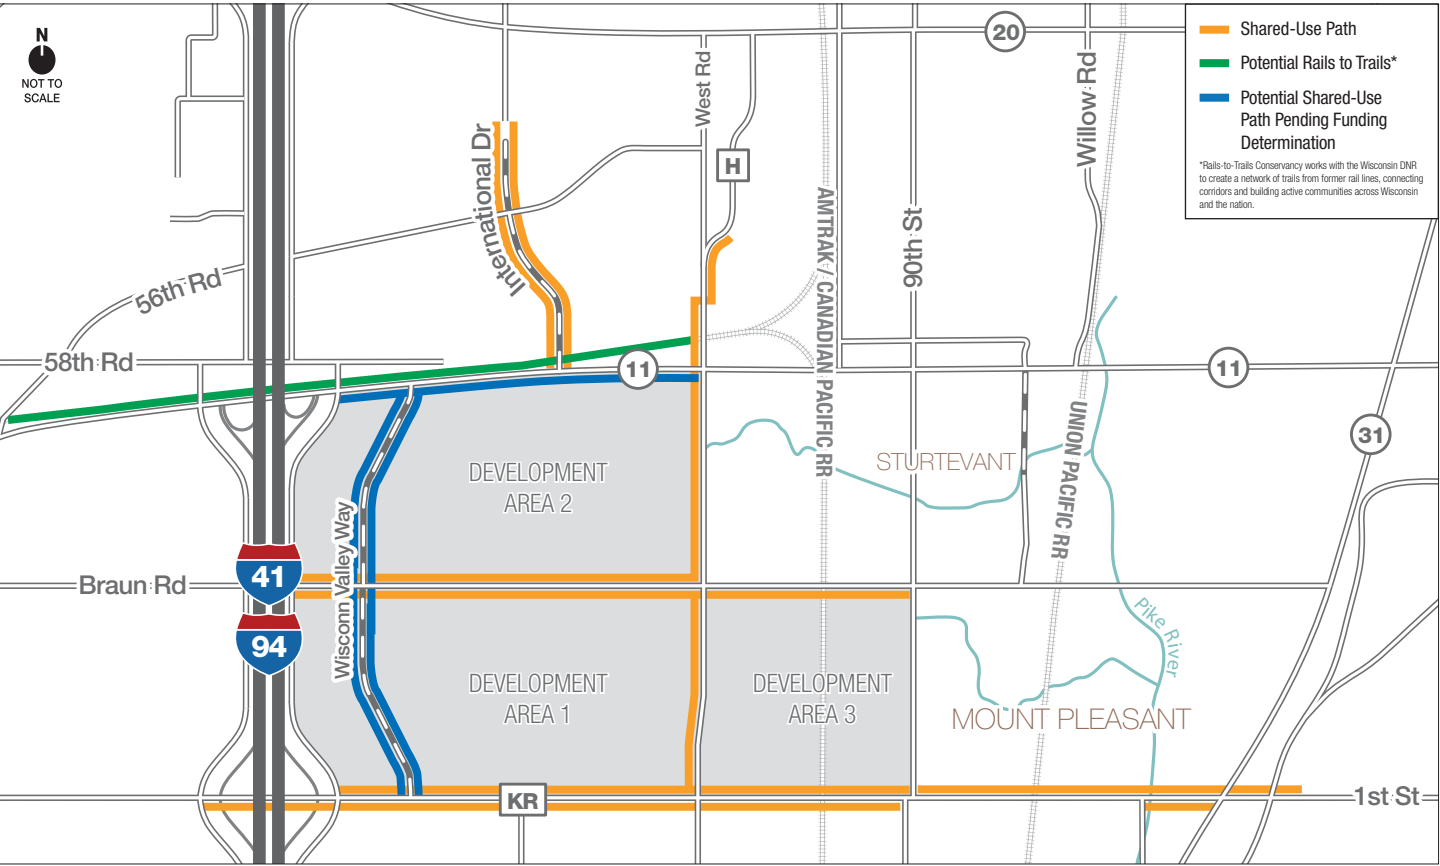 N
NOT TO
SCALE
20
Shared-Use Path
Potential Rails to Trails*
Potential Shared-Use
Path Pending Funding
Determination
*Rails-to-Trails Conservancy works with the Wisconsin DNR
to create a network of trails from former rail lines, connecting
corridors and building active communities across Wisconsin
and the nation.
West Rd
Willow Rd
H
International Dr
AMTRAK / CANADIAN PACIFIC RR
90th St
56th Rd
58th Rd
11
11
31
UNION PACIFIC RR
STURTEVANT
DEVELOPMENT
AREA 2
Wisconn Valley Way
41
Braun Rd
94
Pike River
DEVELOPMENT
AREA 1
DEVELOPMENT
AREA 3
MOUNT PLEASANT
KR
1st St